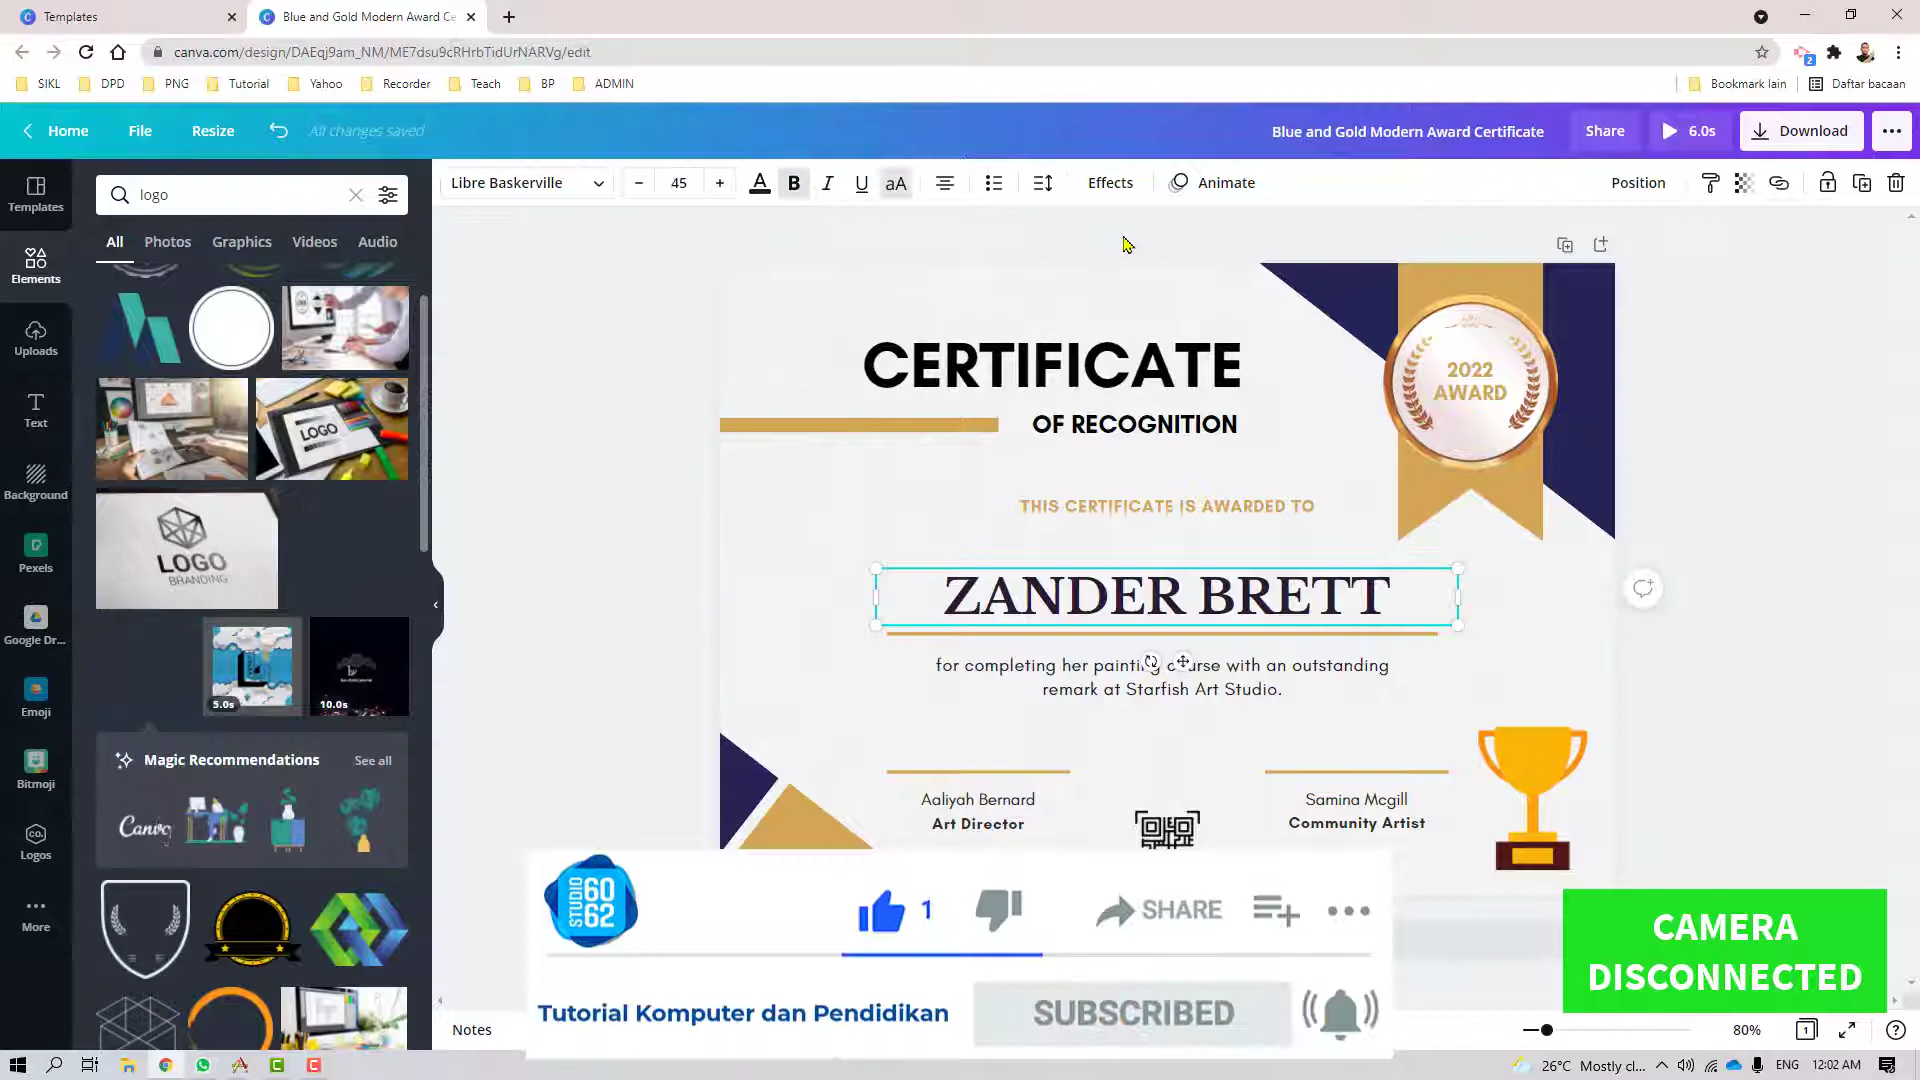 Templates
Blue and Gold Modern Award Ce
canva.com/design/DAEqj9am_NM/ME7dsu9cRHrbTidUrNARVg/edit
2
SIKL
DPD
PNG
Tutorial
Yahoo
Recorder
Teach
BP
ADMIN
Bookmark lain
Daftar bacaan
Home
File
Resize
All changes saved
Blue and Gold Modern Award Certificate
Share
6.0s
Download
Templates
Elements
Uploads
Text
Background
Pexels
Google Dr...
Emoji
Bitmoji
Logos
More
logo
All
Photos
Graphics
Videos
Audio
LOGO
LOGO
BRANDING
5.0s
10.0s
Magic Recommendations
See all
Canva
Libre Baskerville
45
A
B
I
U
aA
Effects
Animate
Position
CERTIFICATE
OF RECOGNITION
2022
AWARD
THIS CERTIFICATE IS AWARDED TO
ZANDER BRETT
for completing her painting course with an outstanding
remark at Starfish Art Studio.
Aaliyah Bernard
Art Director
Samina Mcgill
Community Artist
STUDIO
60
62
1
SHARE
Tutorial Komputer dan Pendidikan
SUBSCRIBED
CAMERA
DISCONNECTED
Notes
80%
1
26°C Mostly cl...
ENG
12:02 AM